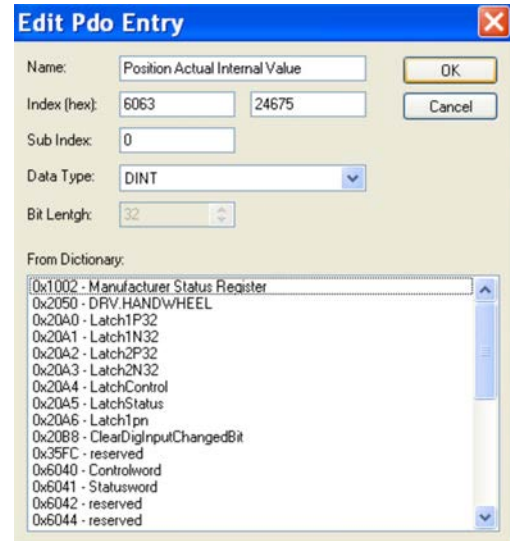 Edit Pdo Entry
Name: Position Actual Internal Value OK
Index (hex): 6063 24675 Cancel
Sub Index: 0
Data Type: DINT
Bit Lentgh: 32
From Dictionary:
0x1002 - Manufacturer Status Register
0x2050 - DRV.HANDWHEEL
0x20A0 - Latch1P32
0x20A1 - Latch1N32
0x20A2 - Latch2P32
0x20A3 - Latch2N32
0x20A4 - LatchControl
0x20A5 - LatchStatus
0x20A6 - Latch1pn
0x20B8 - ClearDigInputChangedBit
0x35FC - reserved
0x6040 - Controlword
0x6041 - Statusword
0x6042 - reserved
0x6044 - reserved